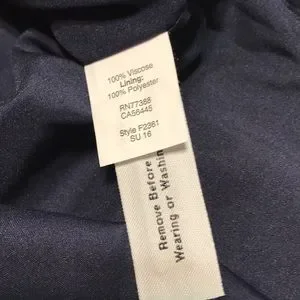 100% Viscose
Lining:
100% Polyester
RN77388
CA56445
Style F2361
SU 16
Remove Before
Wearing or Washin